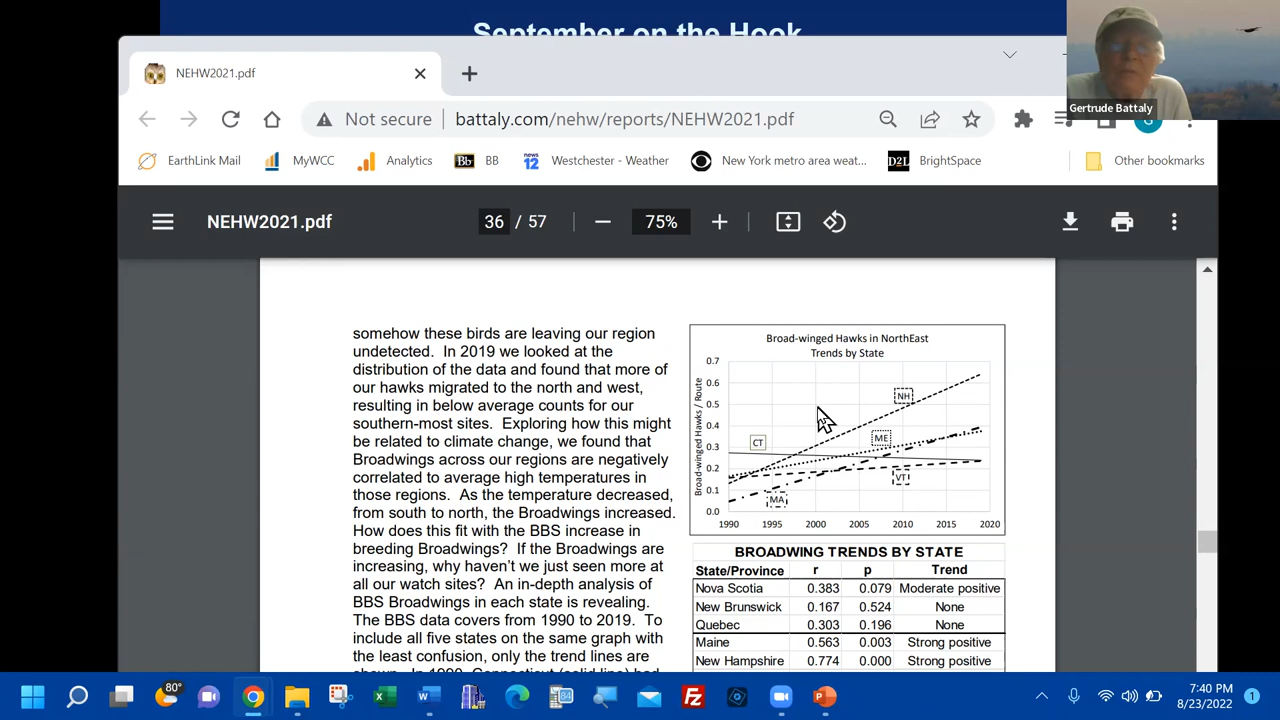 September on the Hook
NEHW2021.pdf
Gertrude Battaly
Not secure
battaly.com/nehw/reports/NEHW2021.pdf
G
EarthLink Mail
MyWCC
Analytics
Bb
BB
news
12
Westchester - Weather
New York metro area weat...
D2L
BrightSpace
Other bookmarks
NEHW2021.pdf
36 / 57
75%
somehow these birds are leaving our region
undetected. In 2019 we looked at the
distribution of the data and found that more of
our hawks migrated to the north and west,
resulting in below average counts for our
southern-most sites. Exploring how this might
be related to climate change, we found that
Broadwings across our regions are negatively
correlated to average high temperatures in
those regions. As the temperature decreased,
from south to north, the Broadwings increased.
How does this fit with the BBS increase in
breeding Broadwings? If the Broadwings are
increasing, why haven't we just seen more at
all our watch sites? An in-depth analysis of
BBS Broadwings in each state is revealing.
The BBS data covers from 1990 to 2019. To
include all five states on the same graph with
the least confusion, only the trend lines are
shown. In 1990, Connecticut (solid line) had
Broad-winged Hawks in NorthEast
Trends by State
Broad-winged Hawks / Route
0.7
0.6
0.5
0.4
0.3
0.2
0.1
0.0
NH
CT
ME
VT
MA
1990 1995 2000 2005 2010 2015 2020
BROADWING TRENDS BY STATE
State/Province r p Trend
Nova Scotia 0.383 0.079 Moderate positive
New Brunswick 0.167 0.524 None
Quebec 0.303 0.196 None
Maine 0.563 0.003 Strong positive
New Hampshire 0.774 0.000 Strong positive
80°
84
7:40 PM
8/23/2022
1